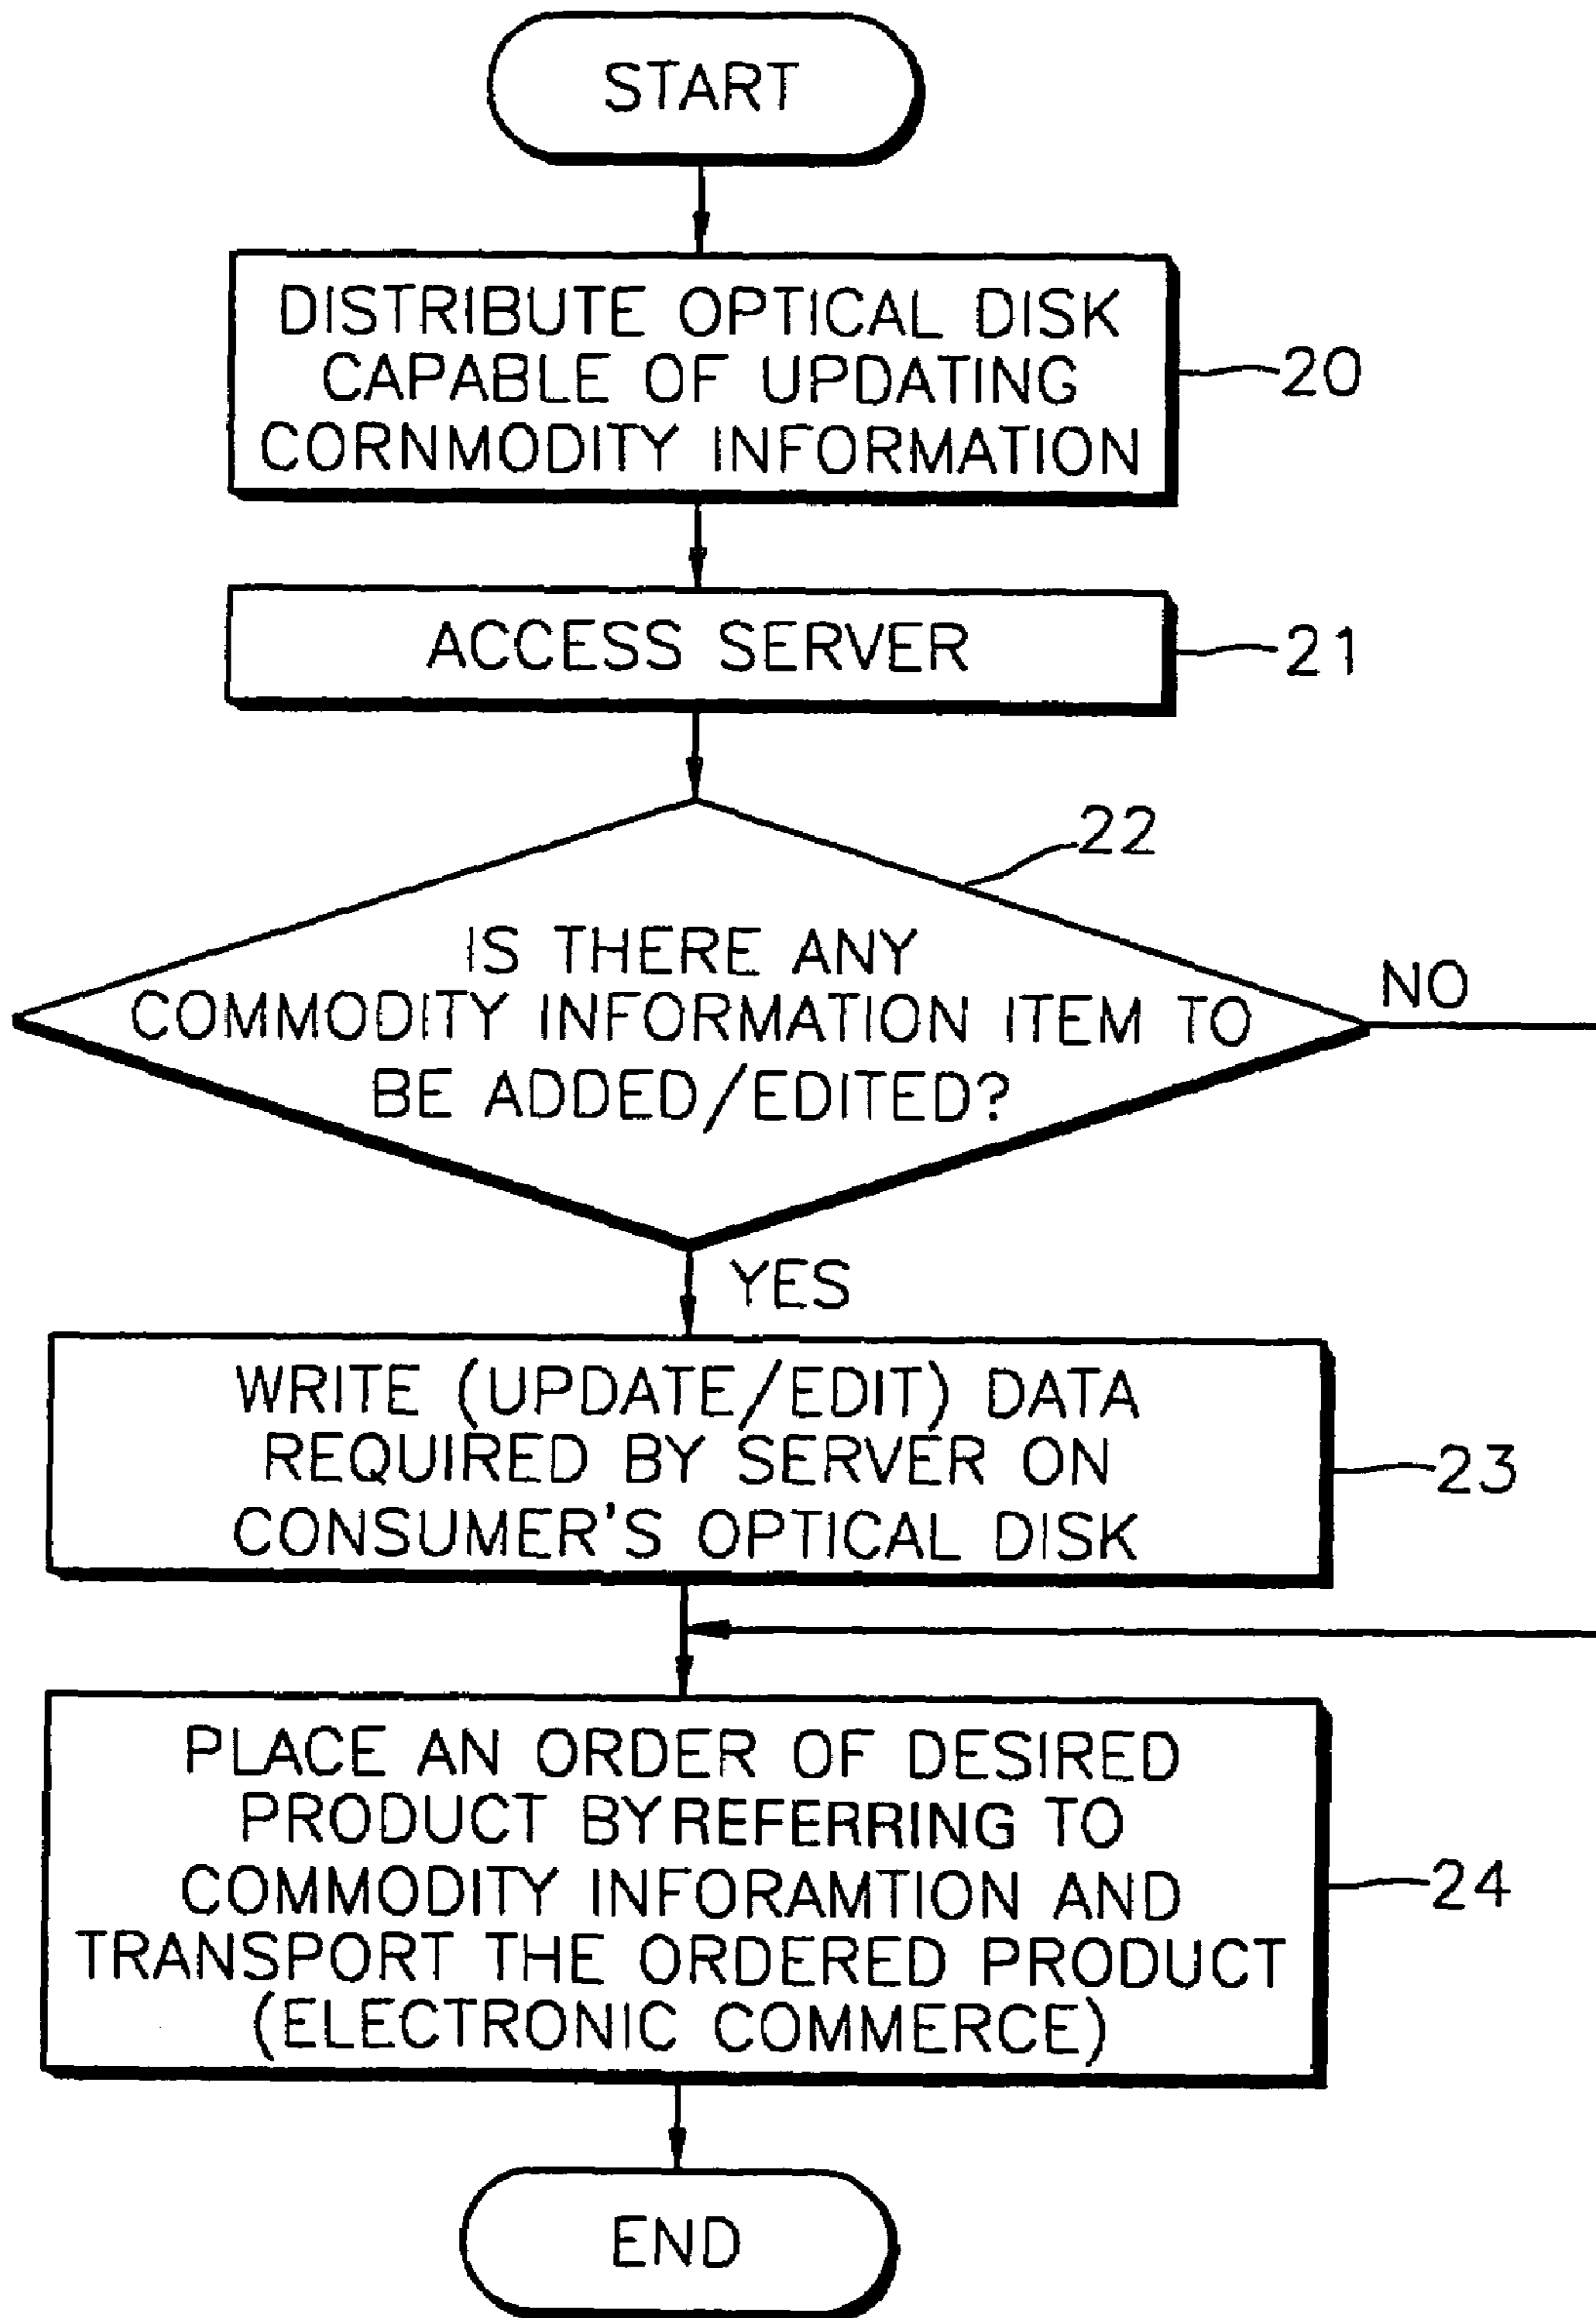 START
DISTRIBUTE OPTICAL DISK
CAPABLE OF UPDATING
CORNMODITY INFORMATION
20
ACCESS SERVER
21
22
IS THERE ANY
COMMODITY INFORMATION ITEM TO
BE ADDED/EDITED?
NO
YES
WRITE (UPDATE/EDIT) DATA
REQUIRED BY SERVER ON
CONSUMER'S OPTICAL DISK
23
PLACE AN ORDER OF DESIRED
PRODUCT BY REFERRING TO
COMMODITY INFORAMTION AND
TRANSPORT THE ORDERED PRODUCT
(ELECTRONIC COMMERCE)
24
END